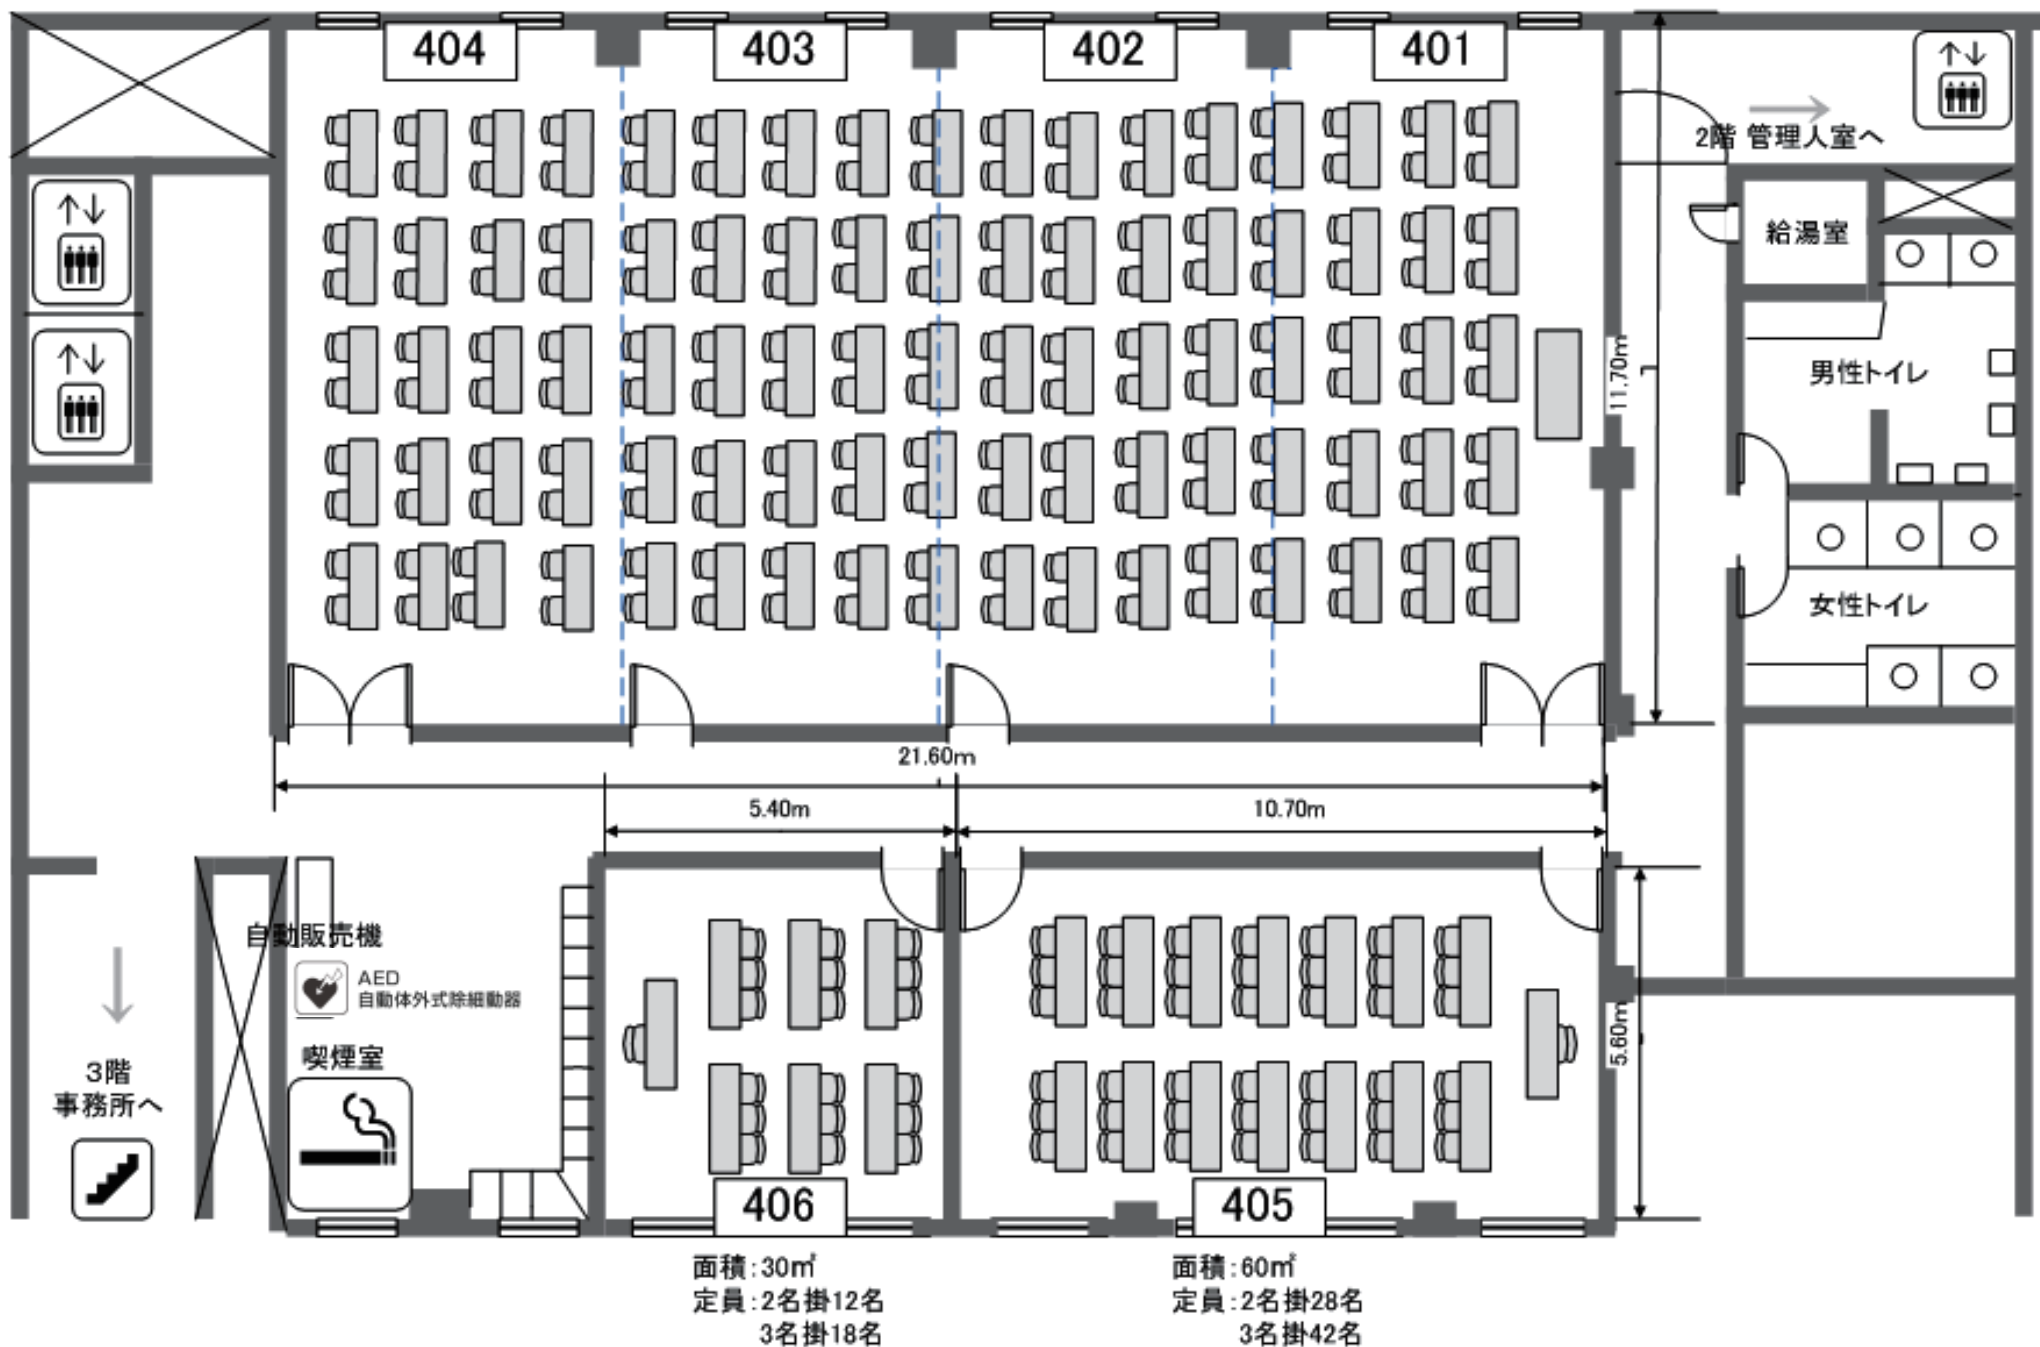 404
403
402
401
2階 管理人室へ
給湯室
11.70m
男性トイレ
女性トイレ
21.60m
5.40m
10.70m
自動販売機
AED
自動体外式除細動器
喫煙室
3階
事務所へ
5.60m
406
405
面積:30㎡
定員:2名掛12名
3名掛18名
面積:60㎡
定員:2名掛28名
3名掛42名